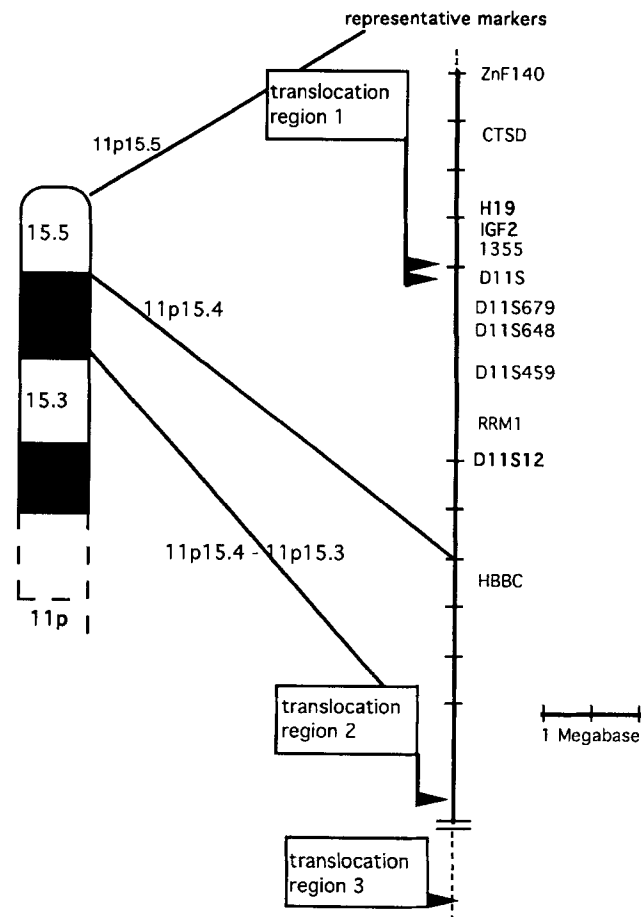 representative markers
translocation
region 1
11p15.5
15.5
11p15.4
15.3
11p15.4 - 11p15.3
11p
ZnF140
CTSD
H19
IGF2
1355
D11S
D11S679
D11S648
D11S459
RRM1
D11S12
HBBC
translocation
region 2
1 Megabase
translocation
region 3